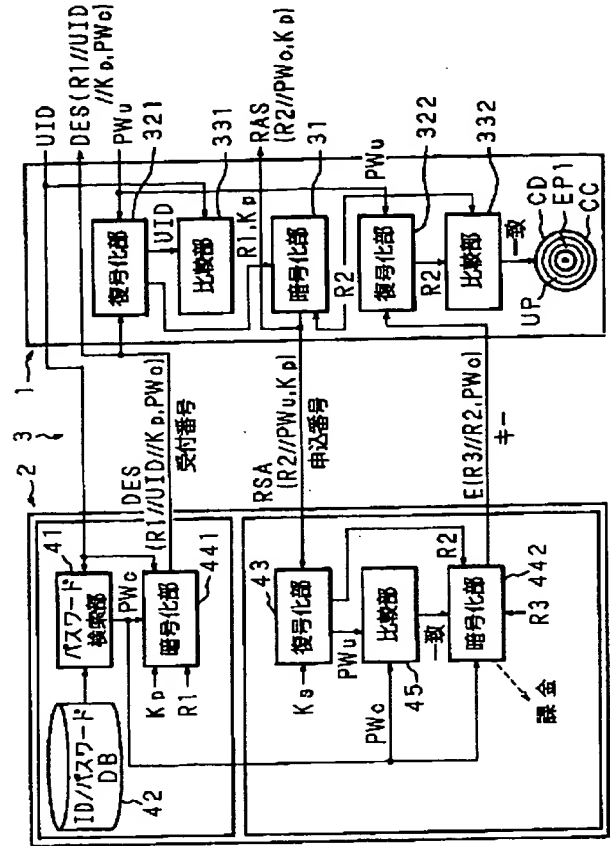 UID
DES(R1//UID
//Kp,PWc)
PWu
321
331
RAS
(R2//PWc,Kp)
31
PWu
322
332
復号化部
UID
比較部
R1,Kp
暗号化部
R2
復号化部
R2
比較部
一致
CD
EP1
CC
UP
1
3
2
DES
(R1//UID//Kp,PWc)
受付番号
RSA
(R2//PWu,Kp)
申込番号
E(R3//R2,PWc)
キー
41
パスワード
検索部
PWc
441
暗号化部
Kp
R1
ID/パスワード
DB
42
43
復号化部
Ks
PWu
R2
比較部
45
PWc
一致
442
暗号化部
R3
課金